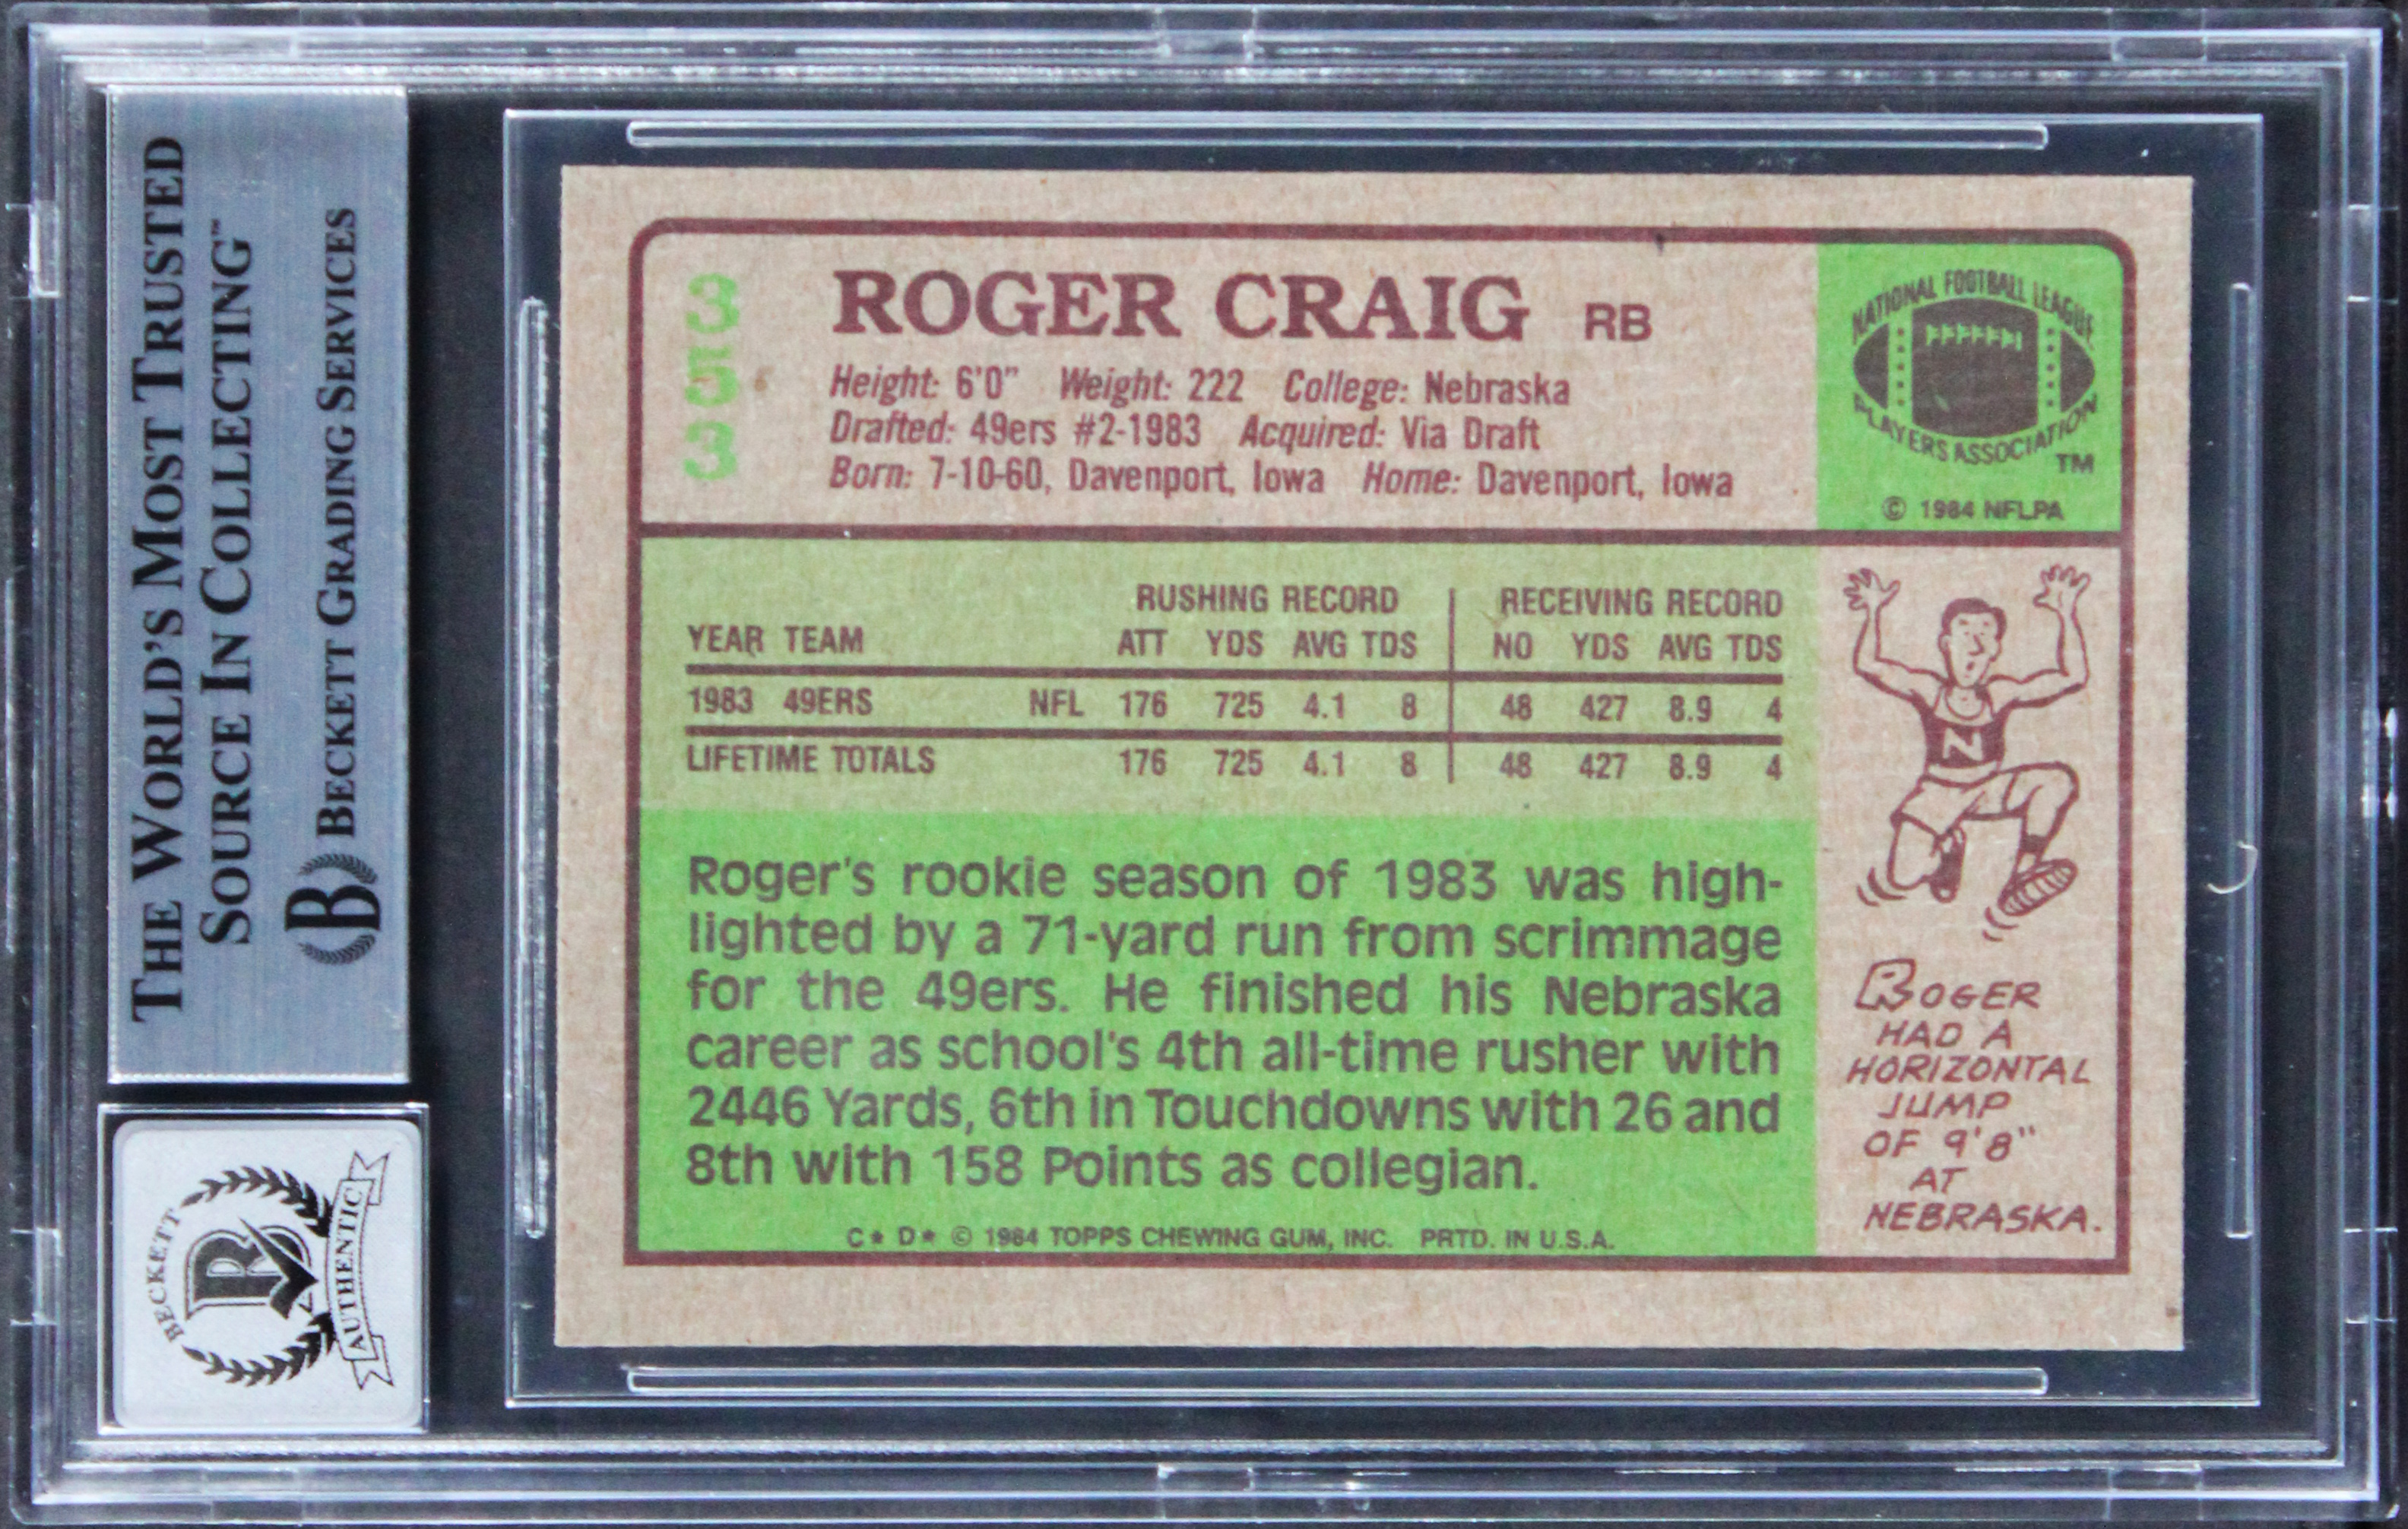 THE WORLD'S MOST TRUSTED
SOURCE IN COLLECTING™
BECKETT GRADING SERVICES
B
BECKETT
B
AUTHENTIC
353
ROGER CRAIG RB
Height: 6'0" Weight: 222 College: Nebraska
Drafted: 49ers #2-1983 Acquired: Via Draft
Born: 7-10-60, Davenport, Iowa Home: Davenport, Iowa
NATIONAL FOOTBALL LEAGUE
PLAYERS ASSOCIATION
TM
© 1984 NFLPA
RUSHING RECORD RECEIVING RECORD
YEAR TEAM ATT YDS AVG TDS NO YDS AVG TDS
1983 49ERS NFL 176 725 4.1 8 48 427 8.9 4
LIFETIME TOTALS 176 725 4.1 8 48 427 8.9 4
Roger's rookie season of 1983 was high-
lighted by a 71-yard run from scrimmage
for the 49ers. He finished his Nebraska
career as school's 4th all-time rusher with
2446 Yards, 6th in Touchdowns with 26 and
8th with 158 Points as collegian.
C* D* © 1984 TOPPS CHEWING GUM, INC. PRTD. IN U.S.A.
N
ROGER
HAD A
HORIZONTAL
JUMP
OF 9'8"
AT
NEBRASKA.